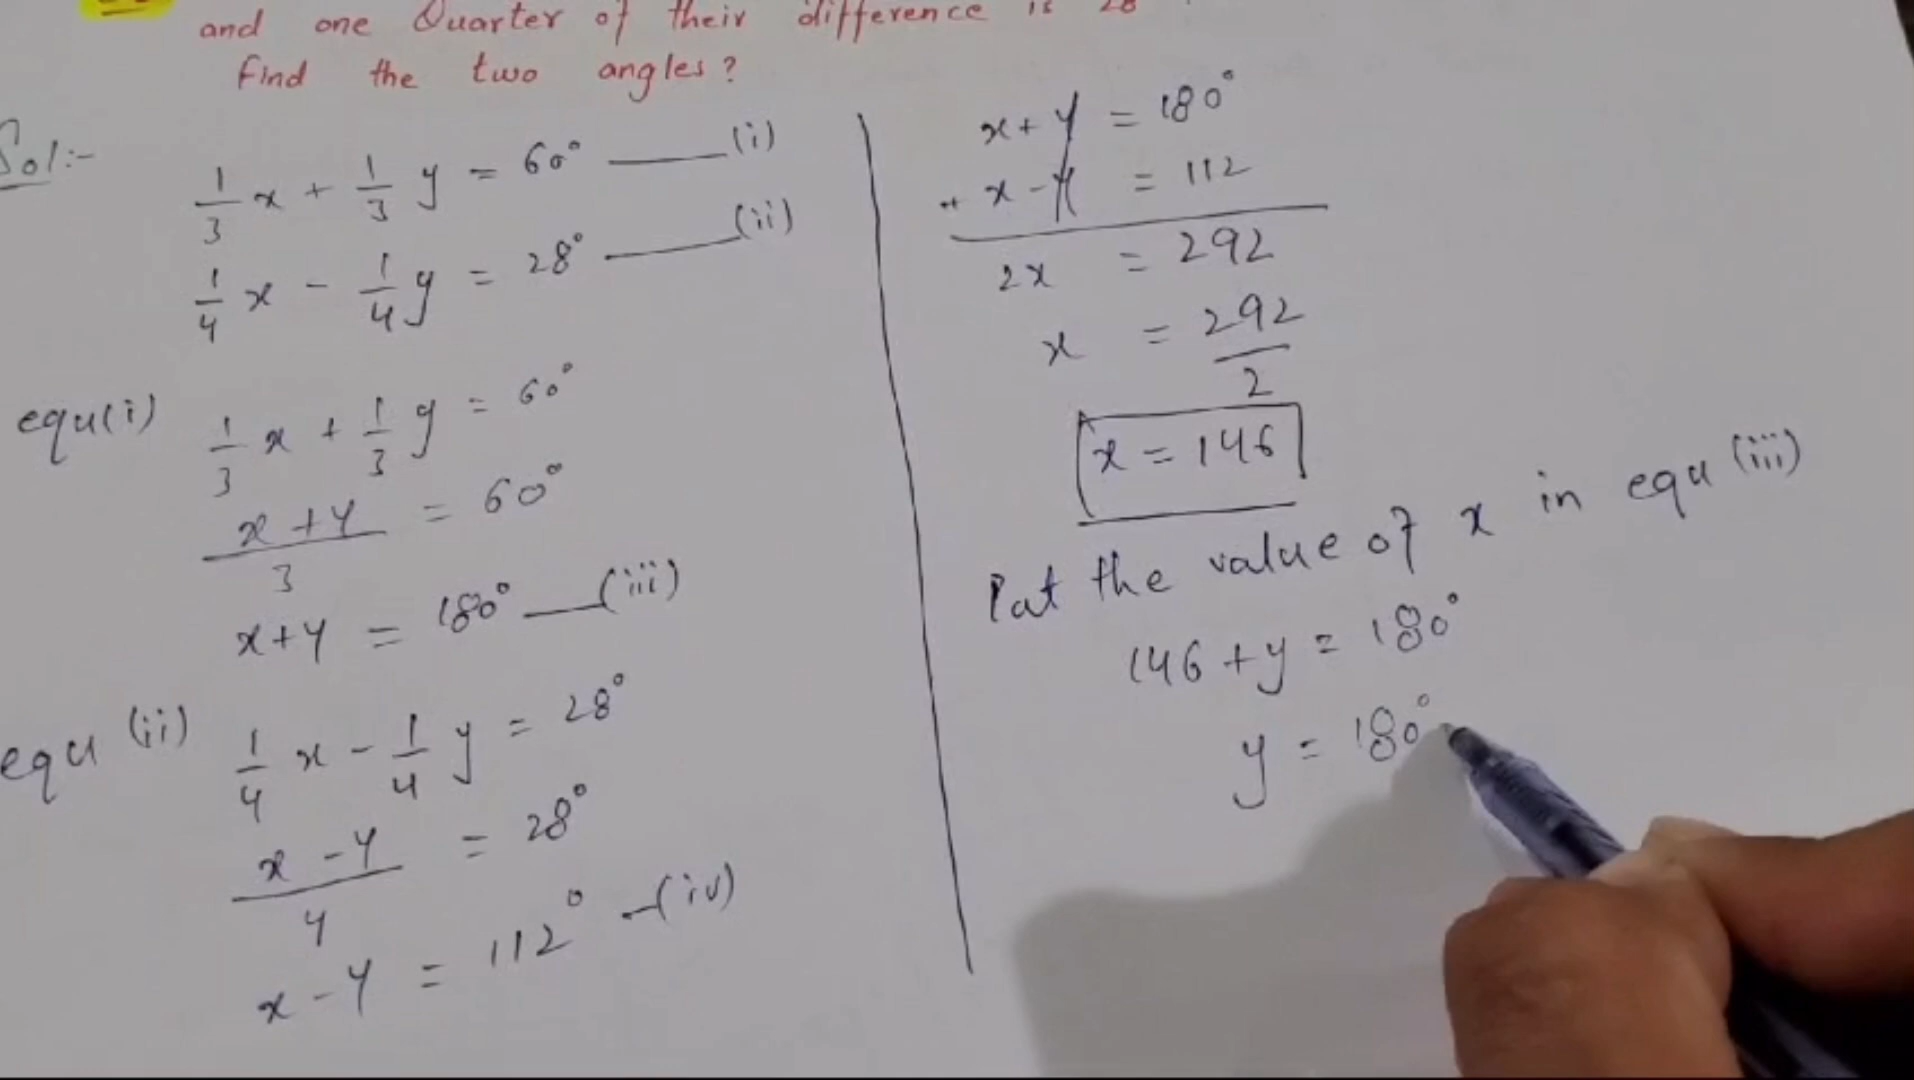 and one Quarter of their difference is 28
find the two angles?
Sol:-
1/3 x + 1/3 y = 60° ——(i)
1/4 x - 1/4 y = 28° ——(ii)
equ(i) 1/3 x + 1/3 y = 60°
x+y/3 = 60°
x+y = 180° —(iii)
equ (ii) 1/4 x - 1/4 y = 28°
x-y/4 = 28°
x-y = 112° —(iv)
x+y = 180°
+ x-y = 112
2x = 292
x = 292/2
x = 146
Put the value of x in equ (iii)
146+y = 180°
y = 180°